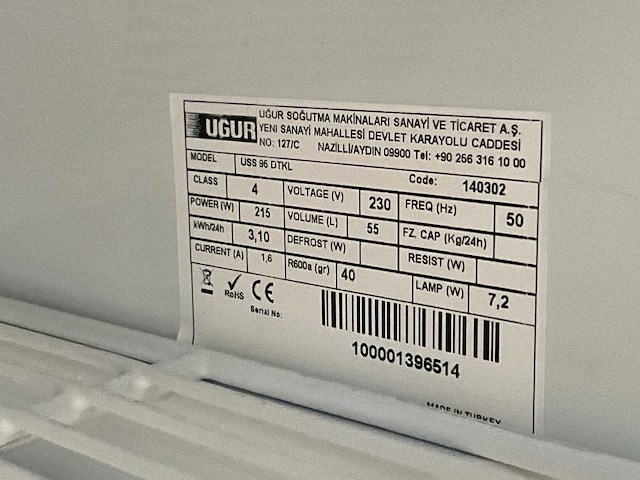 UĞUR
UĞUR SOĞUTMA MAKİNALARI SANAYİ VE TİCARET A.Ş.
YENİ SANAYİ MAHALLESİ DEVLET KARAYOLU CADDESİ
NO: 127/C NAZİLLİ/AYDIN 09900 Tel: +90 256 316 10 00
MODEL USS 96 DTKL Code: 140302
CLASS 4 VOLTAGE (V) 230 FREQ (Hz) 50
POWER (W) 215 VOLUME (L) 55 FZ. CAP (Kg/24h)
kWh/24h 3,10 DEFROST (W) RESIST (W)
CURRENT (A) 1,6 R600a (gr) 40 LAMP (W) 7,2
RoHS CE
Serial No:
100001396514
MADE IN TURKEY